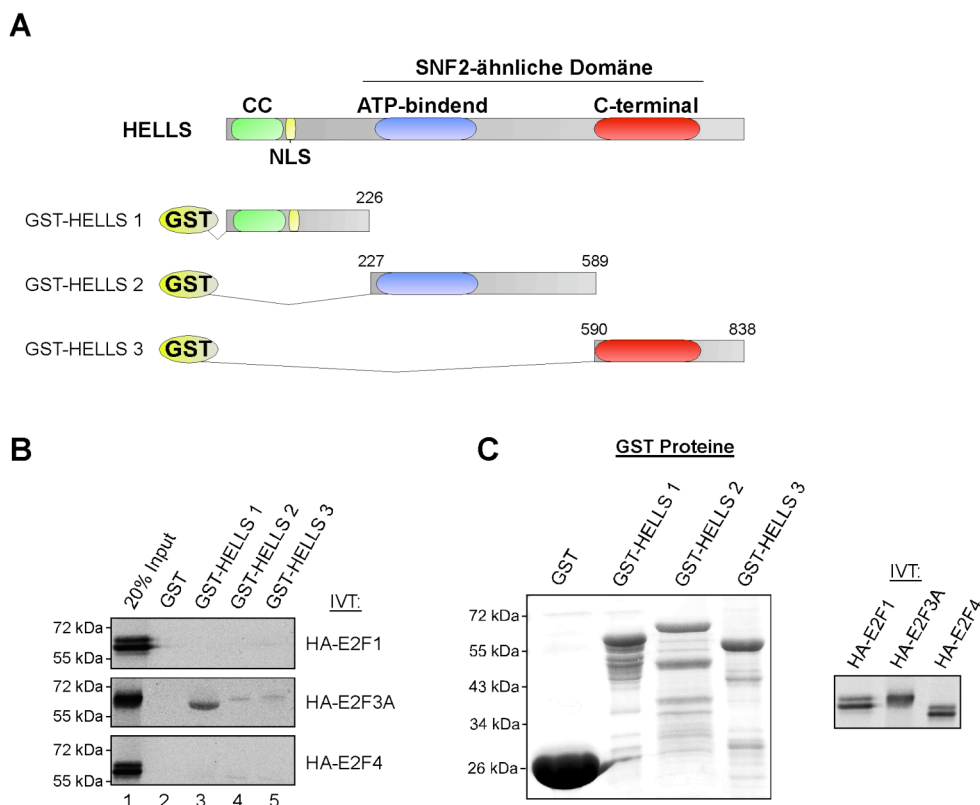 A
SNF2-ähnliche Domäne
CC ATP-bindend C-terminal
HELLS
NLS
226
GST-HELLS 1 GST
227 589
GST-HELLS 2 GST
590 838
GST-HELLS 3 GST
B
20% Input
GST
GST-HELLS 1
GST-HELLS 2
GST-HELLS 3
IVT:
72 kDa
55 kDa
HA-E2F1
72 kDa
55 kDa
HA-E2F3A
72 kDa
55 kDa
HA-E2F4
1 2 3 4 5
C
GST Proteine
GST
GST-HELLS 1
GST-HELLS 2
GST-HELLS 3
72 kDa
55 kDa
43 kDa
34 kDa
26 kDa
IVT:
HA-E2F1
HA-E2F3A
HA-E2F4